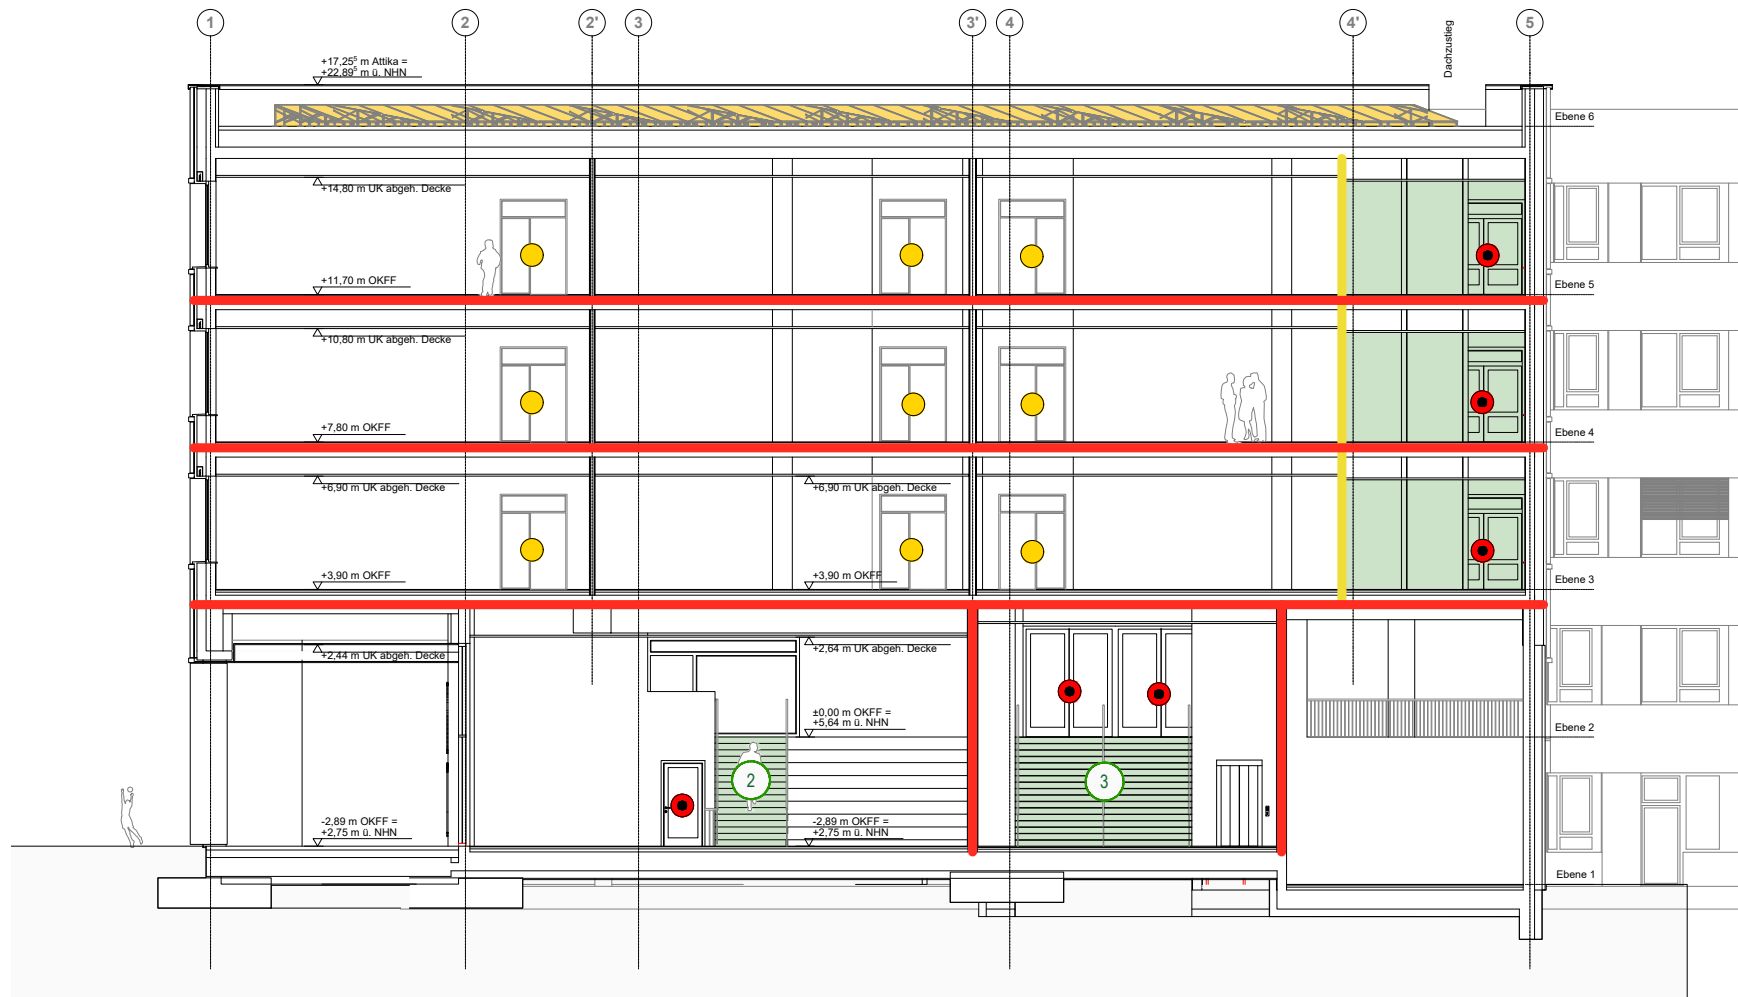 1
2
2'
3
3'
4
4'
5
Dachzustieg
+17,25⁵ m Attika =
+22,89⁵ m ü. NHN
Ebene 6
+14,80 m UK abgeh. Decke
+11,70 m OKFF
Ebene 5
+10,80 m UK abgeh. Decke
+7,80 m OKFF
Ebene 4
+6,90 m UK abgeh. Decke
+6,90 m UK abgeh. Decke
+3,90 m OKFF
+3,90 m OKFF
Ebene 3
+2,44 m UK abgeh. Decke
+2,64 m UK abgeh. Decke
±0,00 m OKFF =
+5,64 m ü. NHN
Ebene 2
2
3
-2,89 m OKFF =
+2,75 m ü. NHN
-2,89 m OKFF =
+2,75 m ü. NHN
Ebene 1